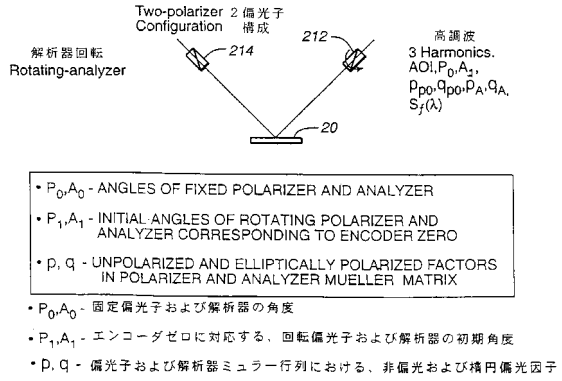 Two-polarizer 2偏光子
Configuration 構成
解析器回転
Rotating-analyzer
214
212
20
高調波
3 Harmonics.
AOI,P0,A1,
pp0,qp0,pA,qA,
Sf(λ)
• P0,A0 - ANGLES OF FIXED POLARIZER AND ANALYZER
• P1,A1 - INITIAL ANGLES OF ROTATING POLARIZER AND
ANALYZER CORRESPONDING TO ENCODER ZERO
• p, q - UNPOLARIZED AND ELLIPTICALLY POLARIZED FACTORS
IN POLARIZER AND ANALYZER MUELLER MATRIX
• P0,A0 - 固定偏光子および解析器の角度
• P1,A1 - エンコーダゼロに対応する、回転偏光子および解析器の初期角度
• p, q - 偏光子および解析器ミュラー行列における、非偏光および楕円偏光因子